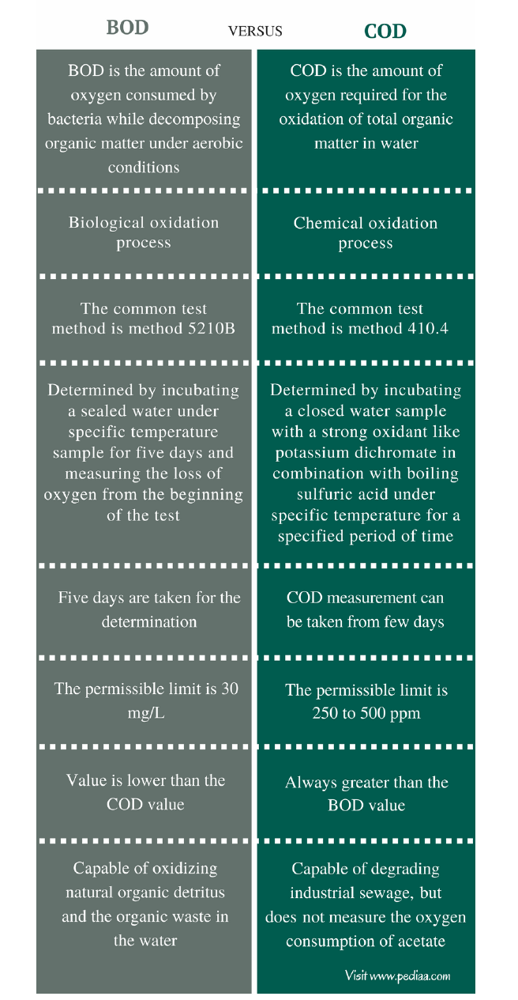 BOD
VERSUS
COD
BOD is the amount of
oxygen consumed by
bacteria while decomposing
organic matter under aerobic
conditions
COD is the amount of
oxygen required for the
oxidation of total organic
matter in water
Biological oxidation
process
Chemical oxidation
process
The common test
method is method 5210B
The common test
method is method 410.4
Determined by incubating
a sealed water under
specific temperature
sample for five days and
measuring the loss of
oxygen from the beginning
of the test
Determined by incubating
a closed water sample
with a strong oxidant like
potassium dichromate in
combination with boiling
sulfuric acid under
specific temperature for a
specified period of time
Five days are taken for the
determination
COD measurement can
be taken from few days
The permissible limit is 30
mg/L
The permissible limit is
250 to 500 ppm
Value is lower than the
COD value
Always greater than the
BOD value
Capable of oxidizing
natural organic detritus
and the organic waste in
the water
Capable of degrading
industrial sewage, but
does not measure the oxygen
consumption of acetate
Visit www.pediaa.com